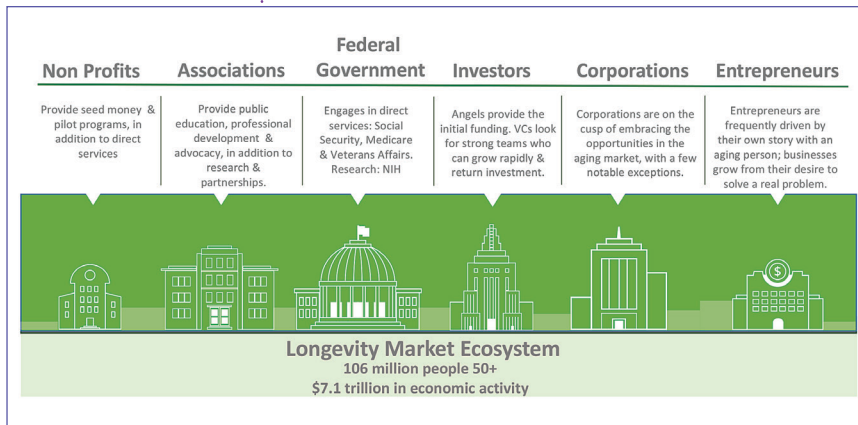 Non Profits
Provide seed money &
pilot programs, in
addition to direct
services
Associations
Provide public
education, professional
development &
advocacy, in addition to
research &
partnerships.
Federal
Government
Engages in direct
services: Social
Security, Medicare &
Veterans Affairs.
Research: NIH
Investors
Angels provide the
initial funding. VCs look
for strong teams who
can grow rapidly &
return investment.
Corporations
Corporations are on the
cusp of embracing the
opportunities in the
aging market, with a few
notable exceptions.
Entrepreneurs
Entrepreneurs are
frequently driven by
their own story with an
aging person; businesses
grow from their desire to
solve a real problem.
$
Longevity Market Ecosystem
106 million people 50+
$7.1 trillion in economic activity